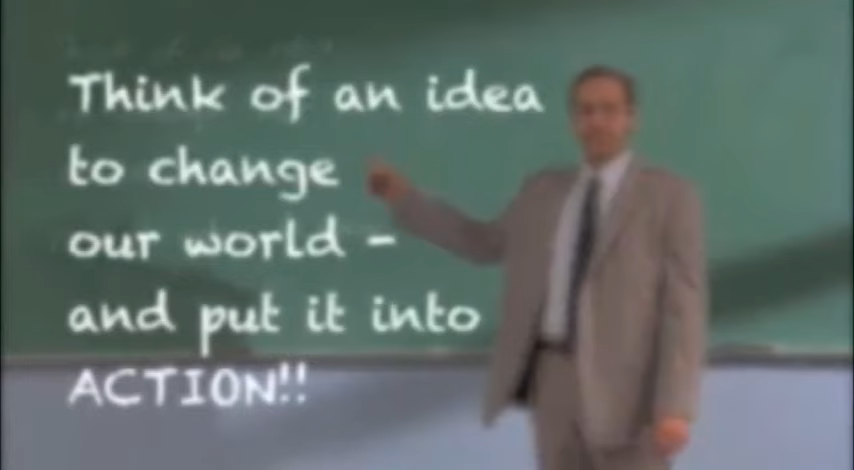 Think of an idea
to change
our world -
and put it into
ACTION!!